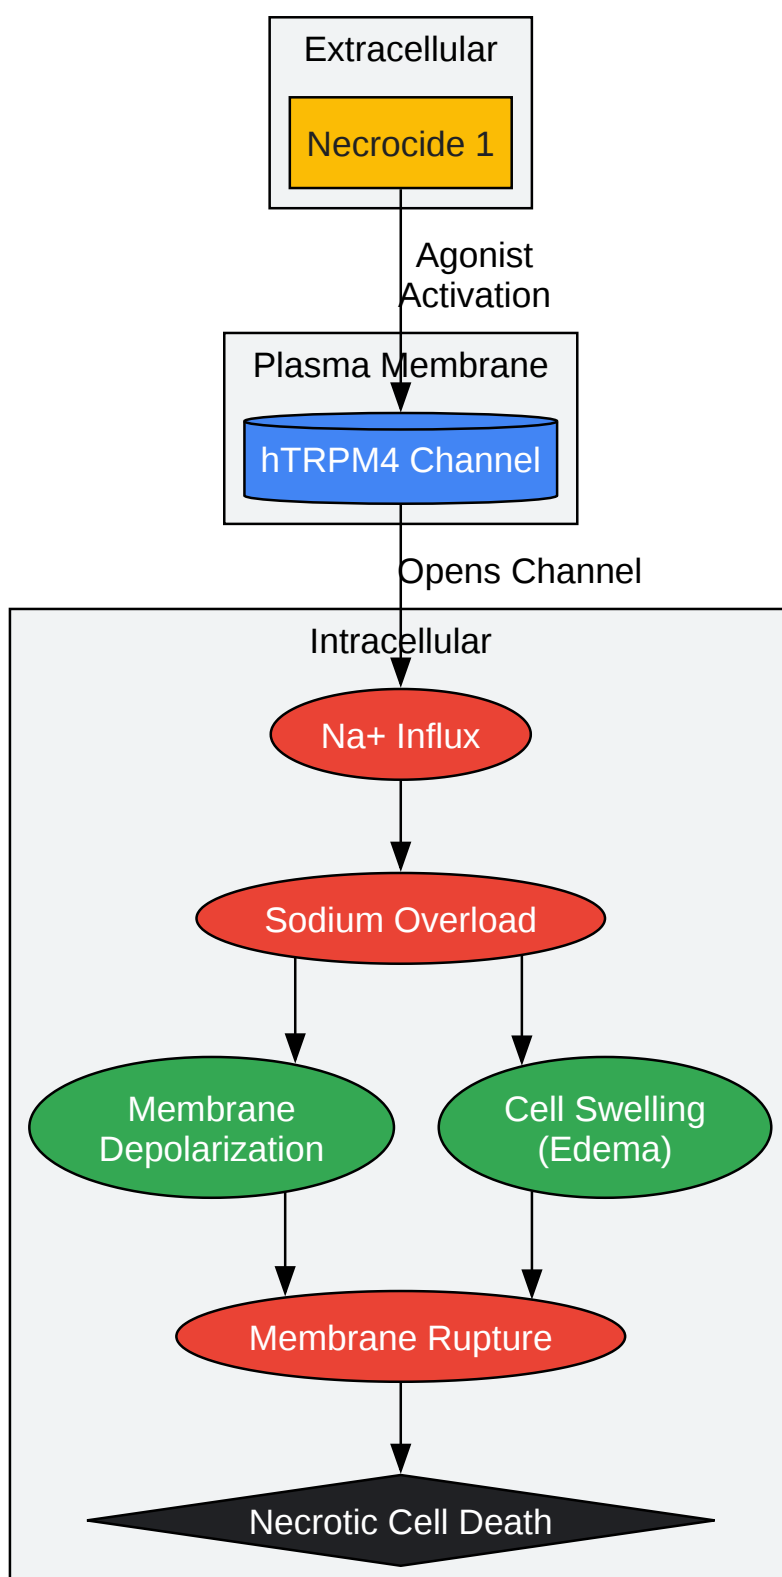 Extracellular
Necrocide 1
Agonist
Activation
Plasma Membrane
hTRPM4 Channel
Opens Channel
Intracellular
Na+ Influx
Sodium Overload
Membrane
Depolarization
Cell Swelling
(Edema)
Membrane Rupture
Necrotic Cell Death